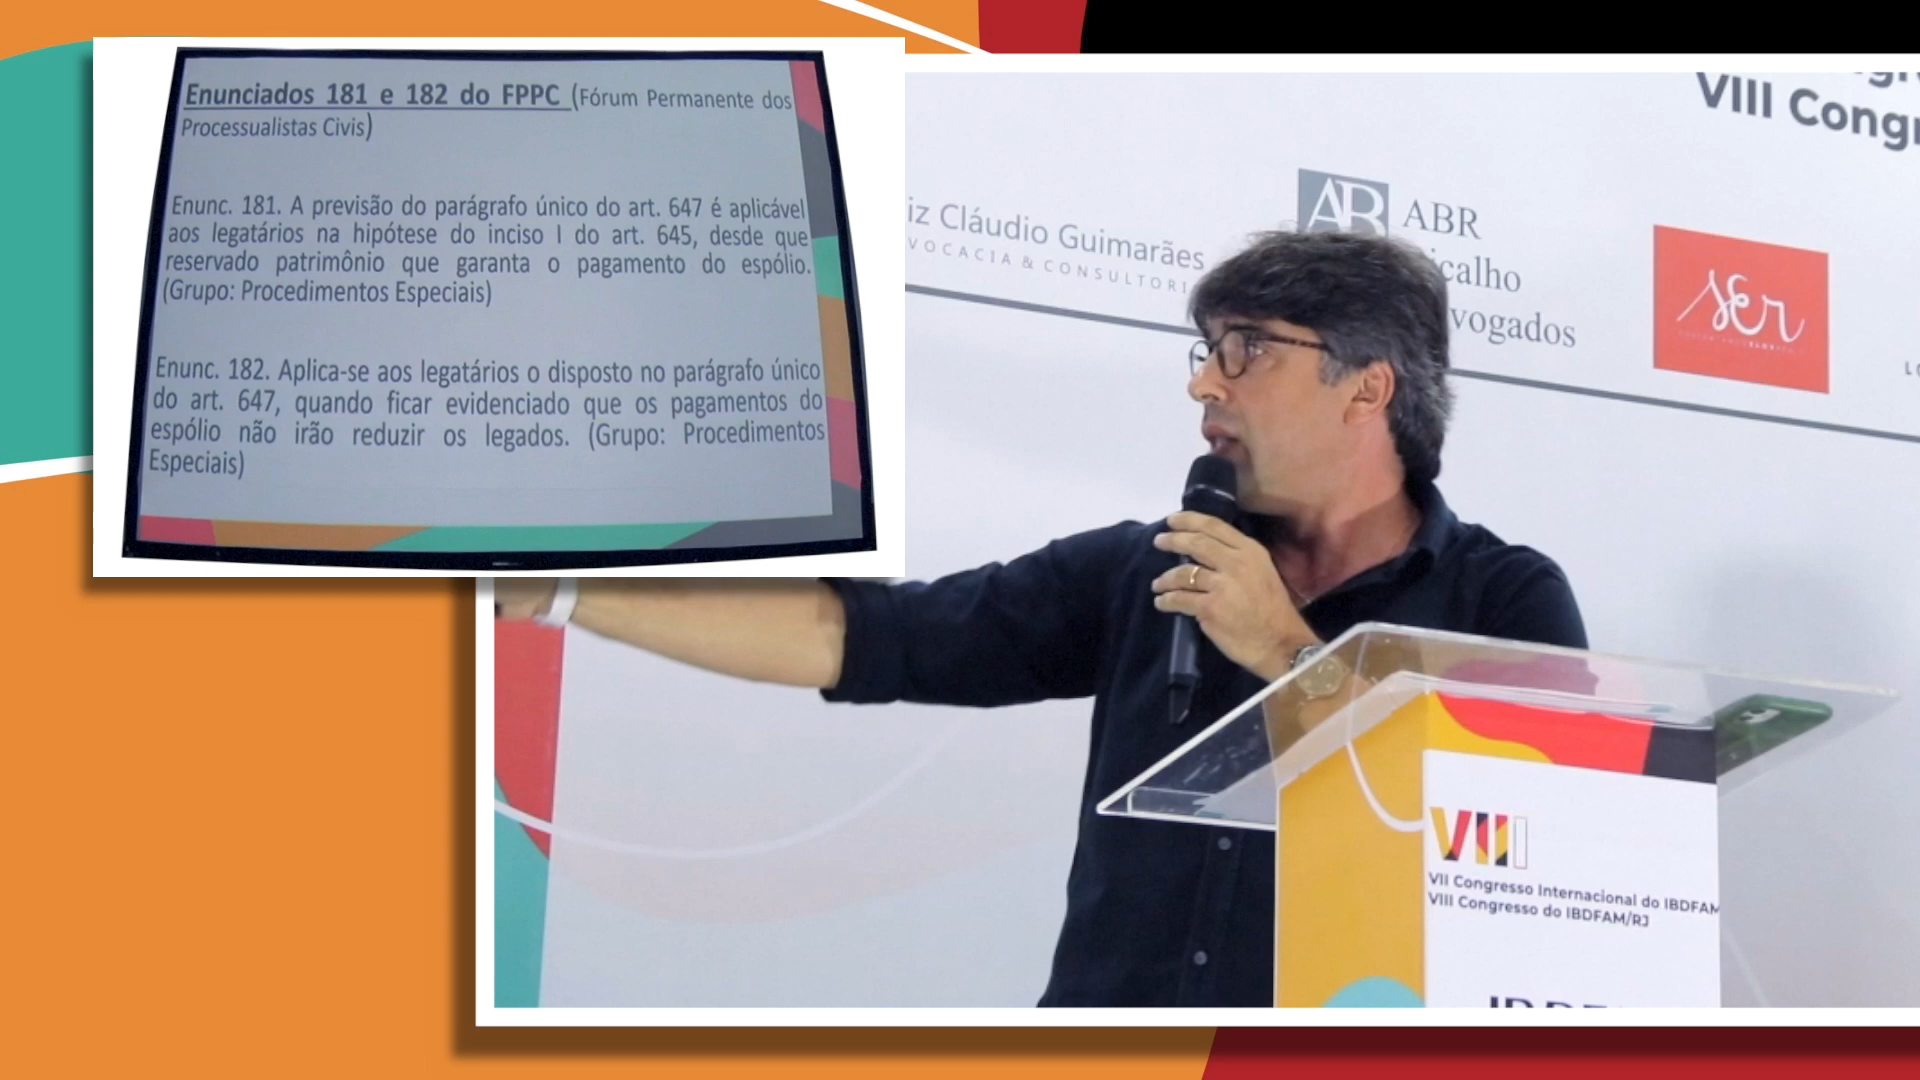 Enunciados 181 e 182 do FPPC (Fórum Permanente dos
Processualistas Civis)
Enunc. 181. A previsão do parágrafo único do art. 647 é aplicável
aos legatários na hipótese do inciso I do art. 645, desde que
reservado patrimônio que garanta o pagamento do espólio.
(Grupo: Procedimentos Especiais)
Enunc. 182. Aplica-se aos legatários o disposto no parágrafo único
do art. 647, quando ficar evidenciado que os pagamentos do
espólio não irão reduzir os legados. (Grupo: Procedimentos
Especiais)
VIII Congr
iz Cláudio Guimarães
VOCACIA & CONSULTORI
AB
ABR
icalho
vogados
ser
VIII
VII Congresso Internacional do IBDFAM
VIII Congresso do IBDFAM/RJ